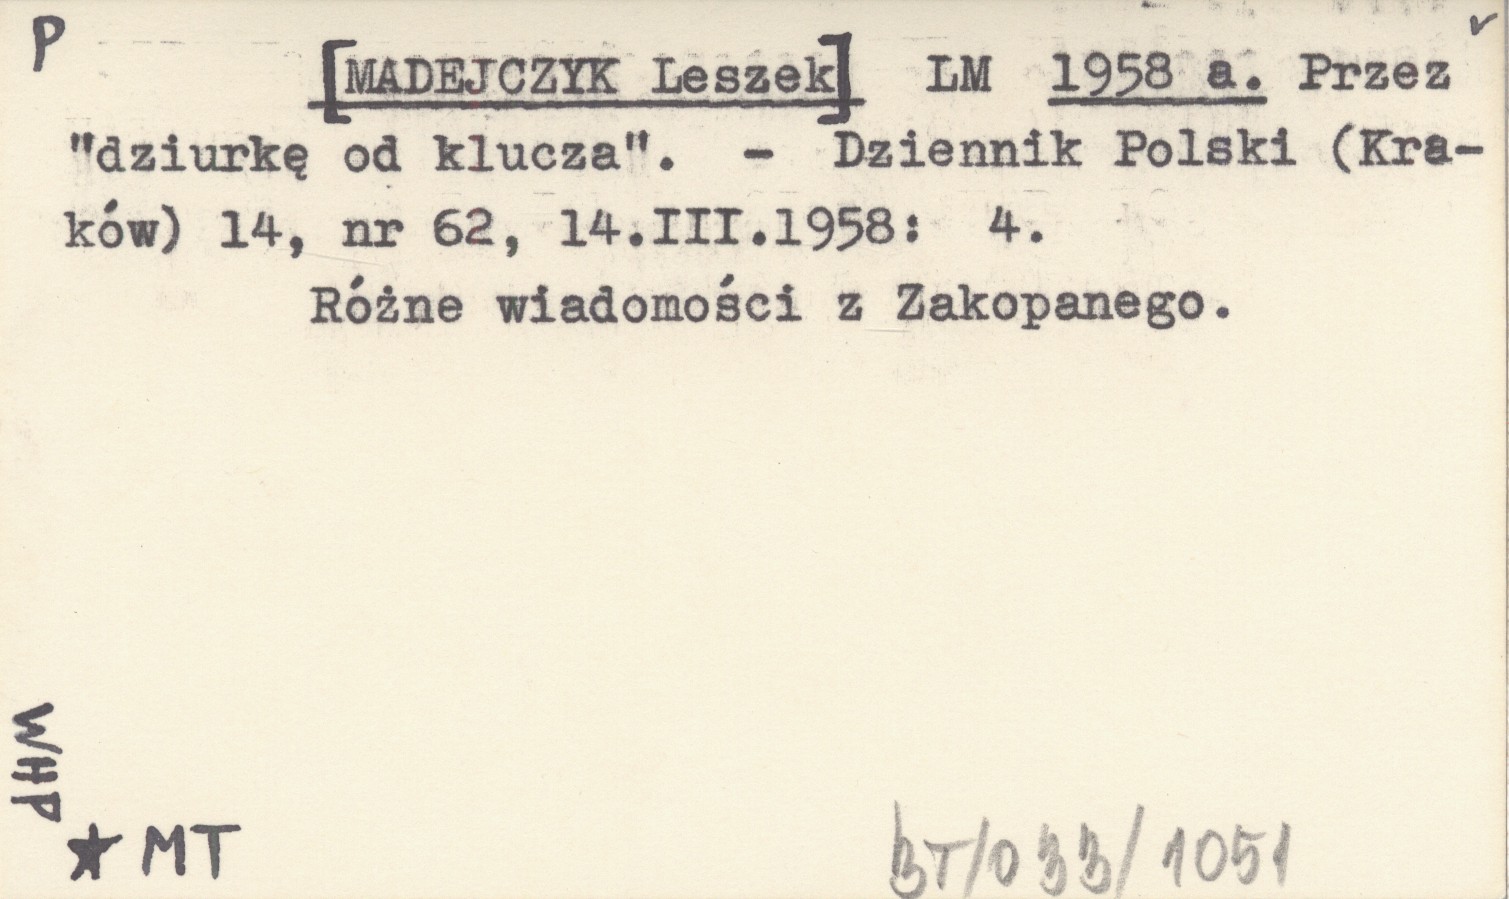 P
[MADEJCZYK Leszek] LM 1958 a. Przez
"dziurkę od klucza". - Dziennik Polski (Kra-
ków) 14, nr 62, 14.III.1958: 4.
Różne wiadomości z Zakopanego.
WHP
★ MT
BT/033/1051